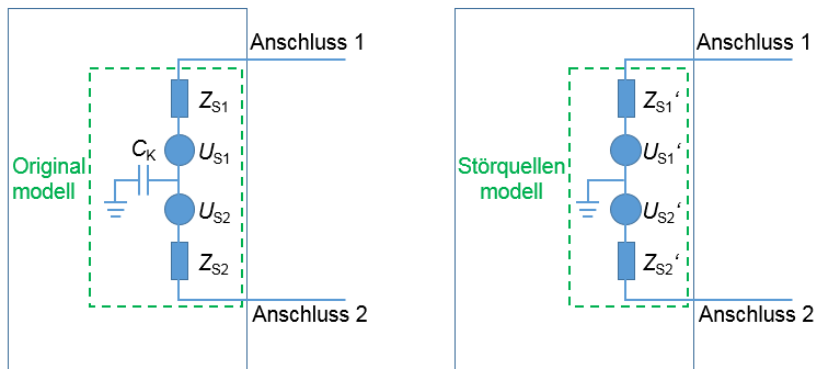 Anschluss 1
Z_S1
C_K
U_S1
Original
modell
U_S2
Z_S2
Anschluss 2
Anschluss 1
Z_S1‘
U_S1‘
Störquellen
modell
U_S2‘
Z_S2‘
Anschluss 2